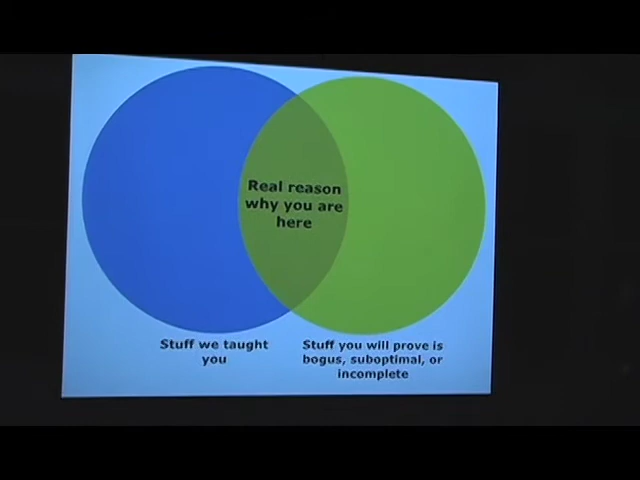 Real reason
why you are
here
Stuff we taught
you
Stuff you will prove is
bogus, suboptimal, or
incomplete